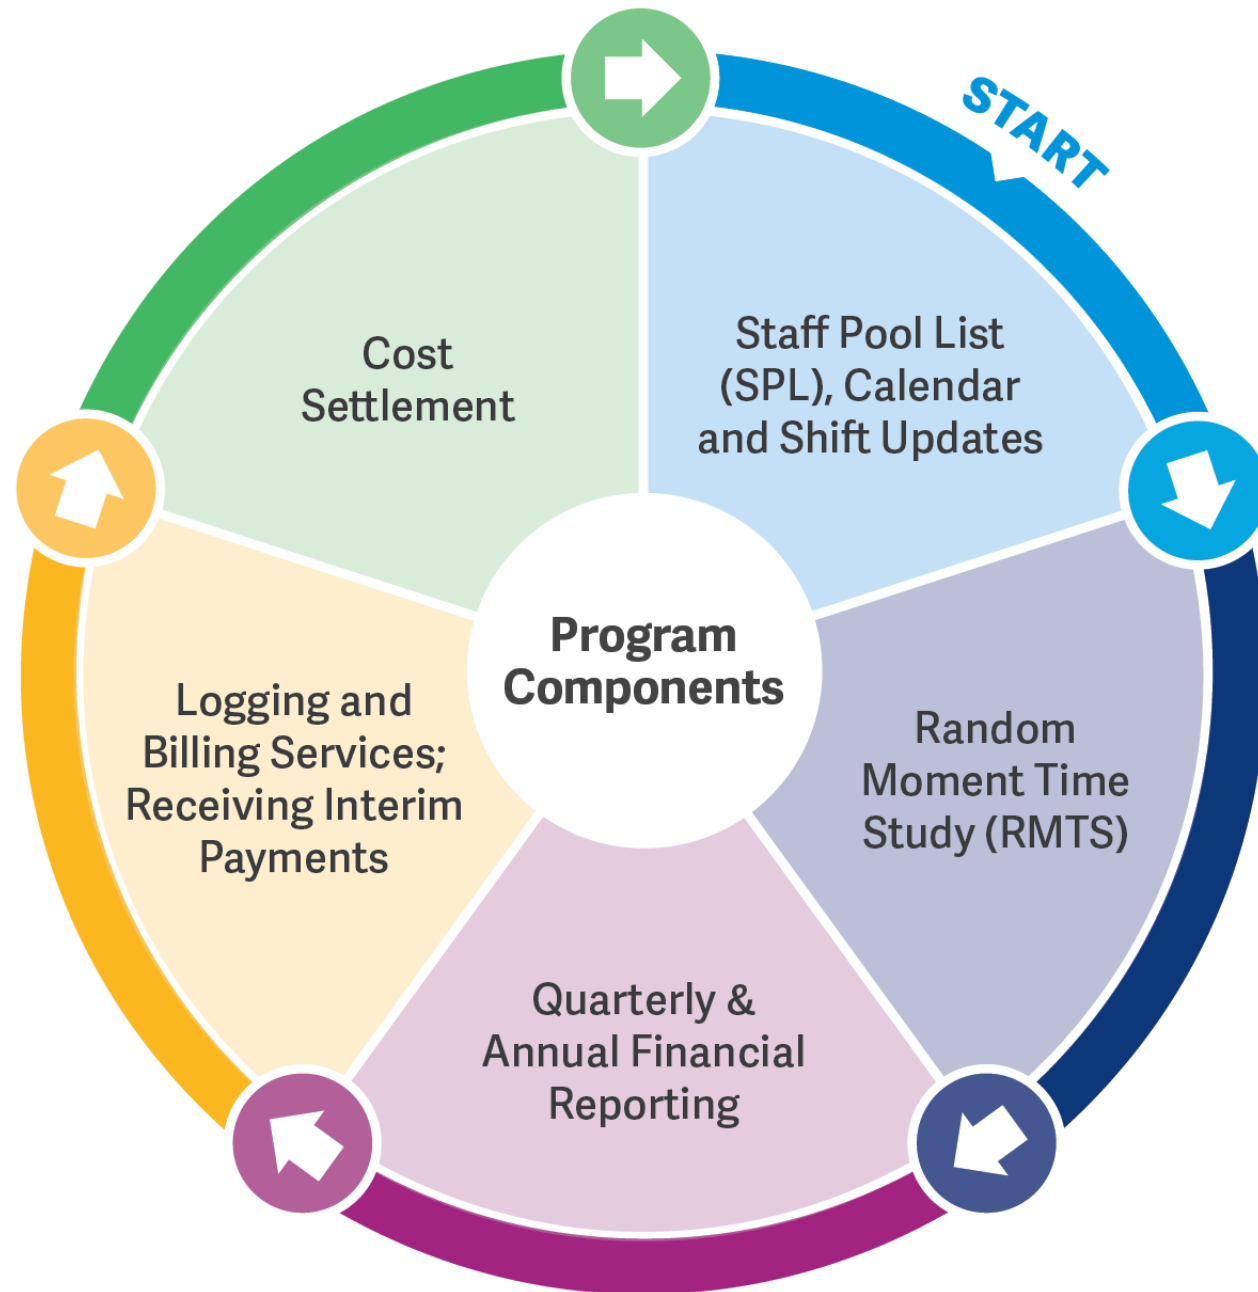 START
Staff Pool List
(SPL), Calendar
and Shift Updates
Random
Moment Time
Study (RMTS)
Quarterly &
Annual Financial
Reporting
Logging and
Billing Services;
Receiving Interim
Payments
Cost
Settlement
Program
Components